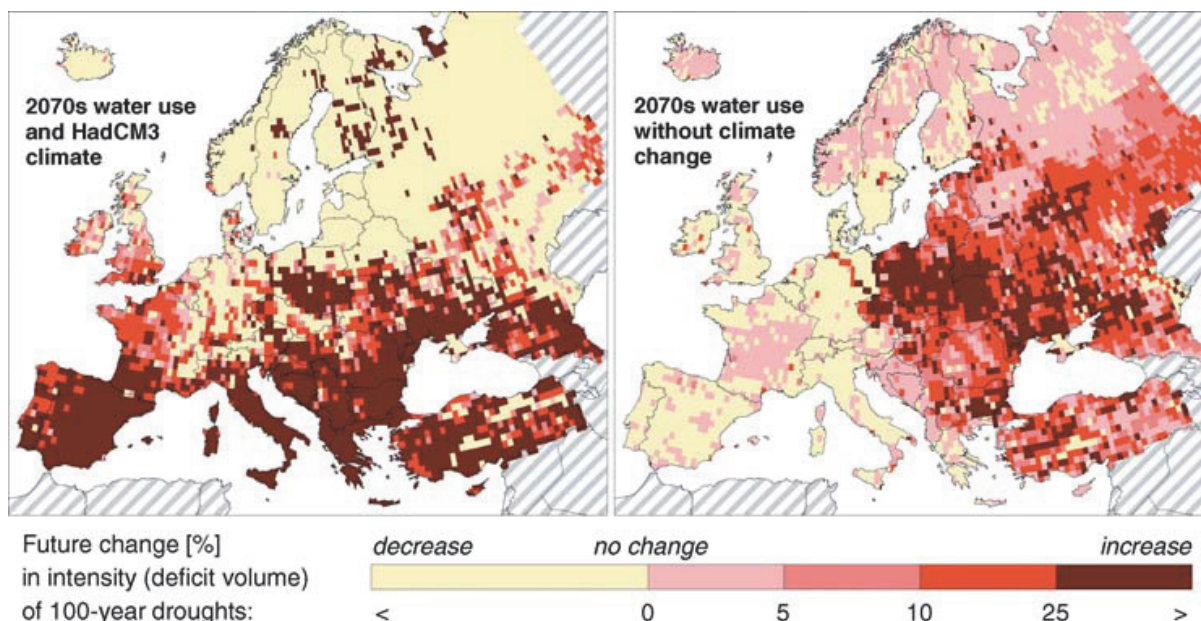 2070s water use
and HadCM3
climate
2070s water use
without climate
change
Future change [%]
in intensity (deficit volume)
of 100-year droughts:
decrease no change increase
< 0 5 10 25 >